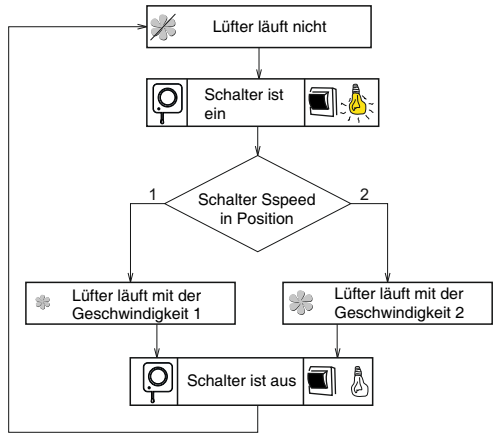 Lüfter läuft nicht
Schalter ist
ein
1
Schalter Sspeed
in Position
2
Lüfter läuft mit der
Geschwindigkeit 1
Lüfter läuft mit der
Geschwindigkeit 2
Schalter ist aus